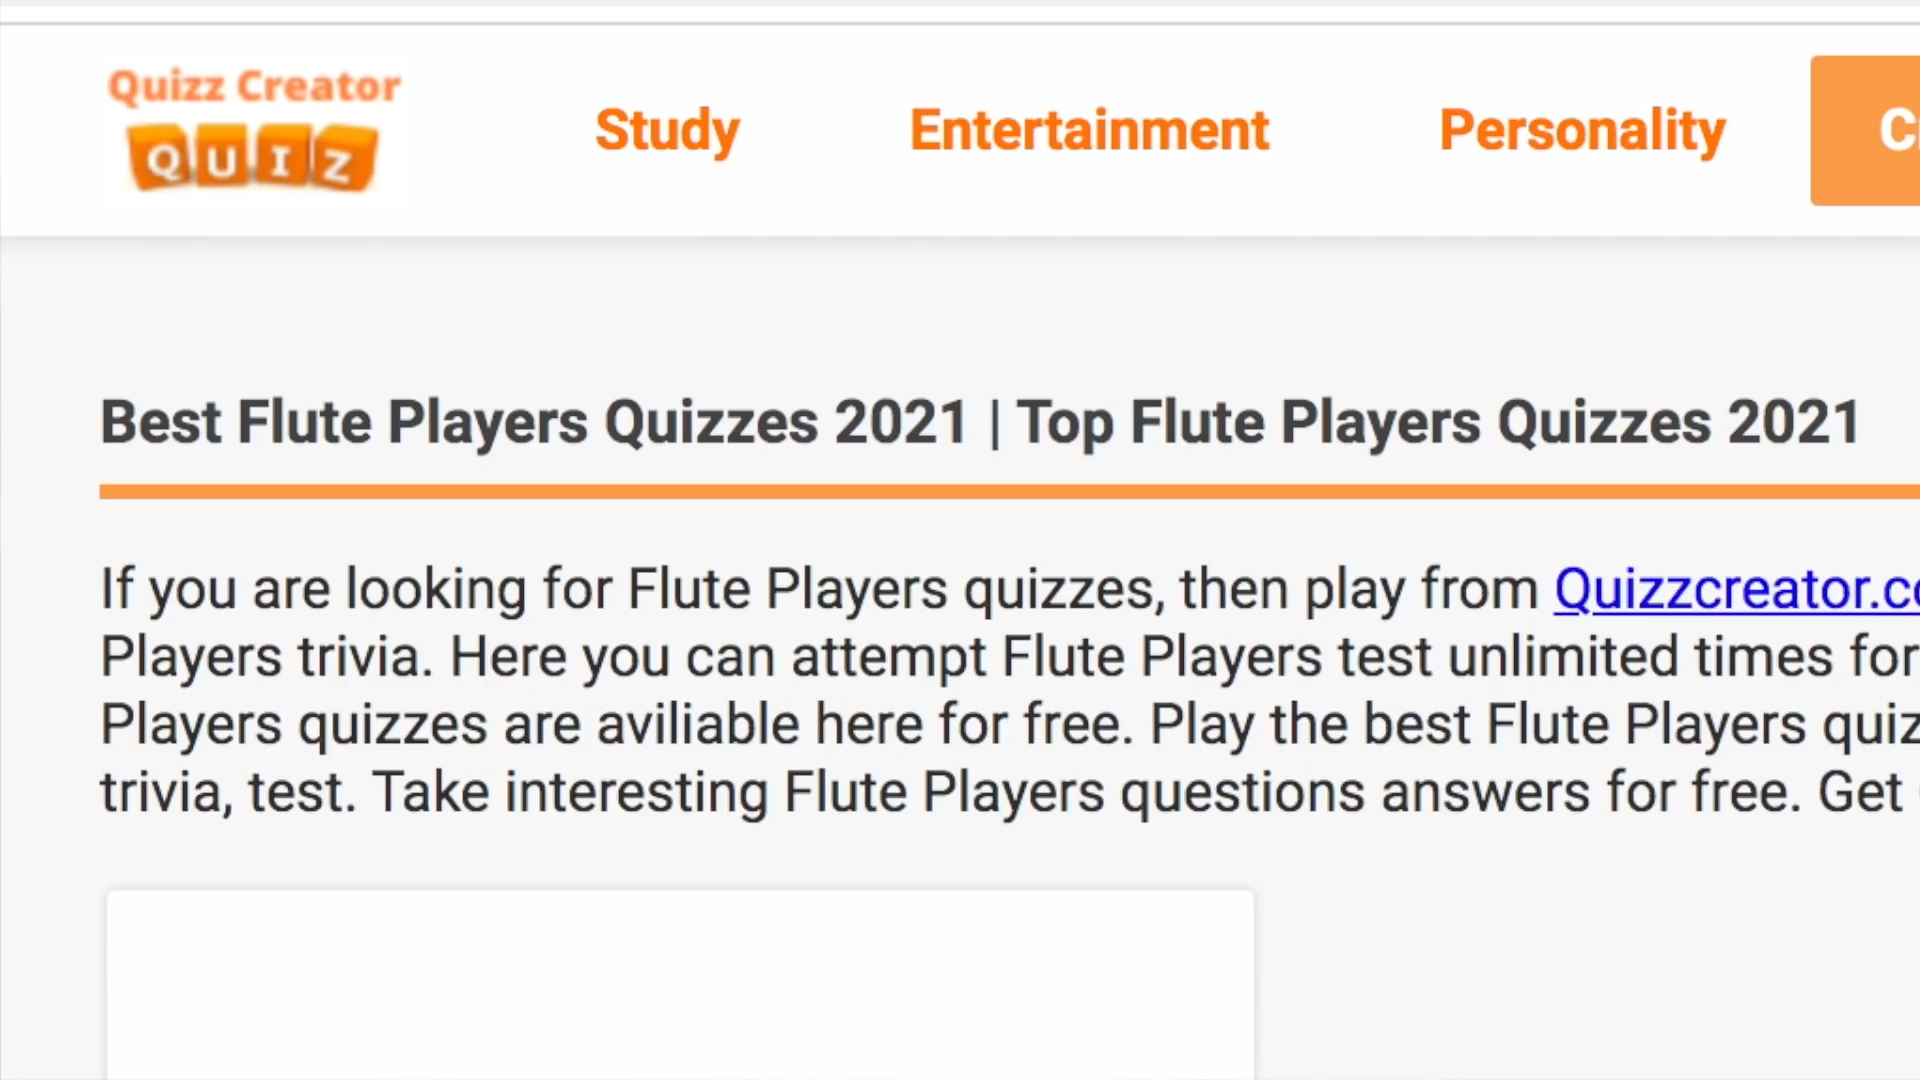 Quizz Creator
QUIZ
Study Entertainment Personality
Best Flute Players Quizzes 2021 | Top Flute Players Quizzes 2021
If you are looking for Flute Players quizzes, then play from
Players trivia. Here you can attempt Flute Players test unlimited times for
Players quizzes are aviliable here for free. Play the best Flute Players
trivia, test. Take interesting Flute Players questions answers for free. Get